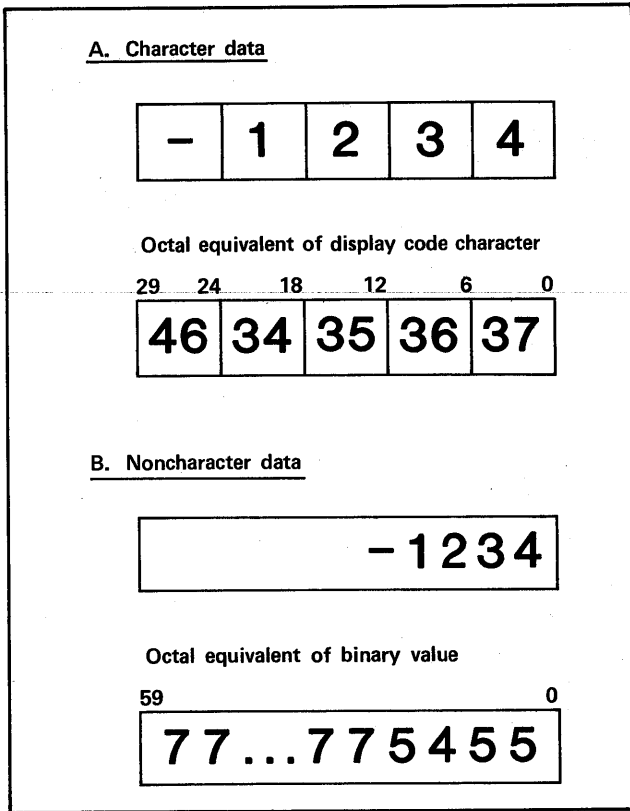 A. Character data
- 1 2 3 4
Octal equivalent of display code character
29 24 18 12 6 0
46 34 35 36 37
B. Noncharacter data
-1234
Octal equivalent of binary value
59 0
77...775455